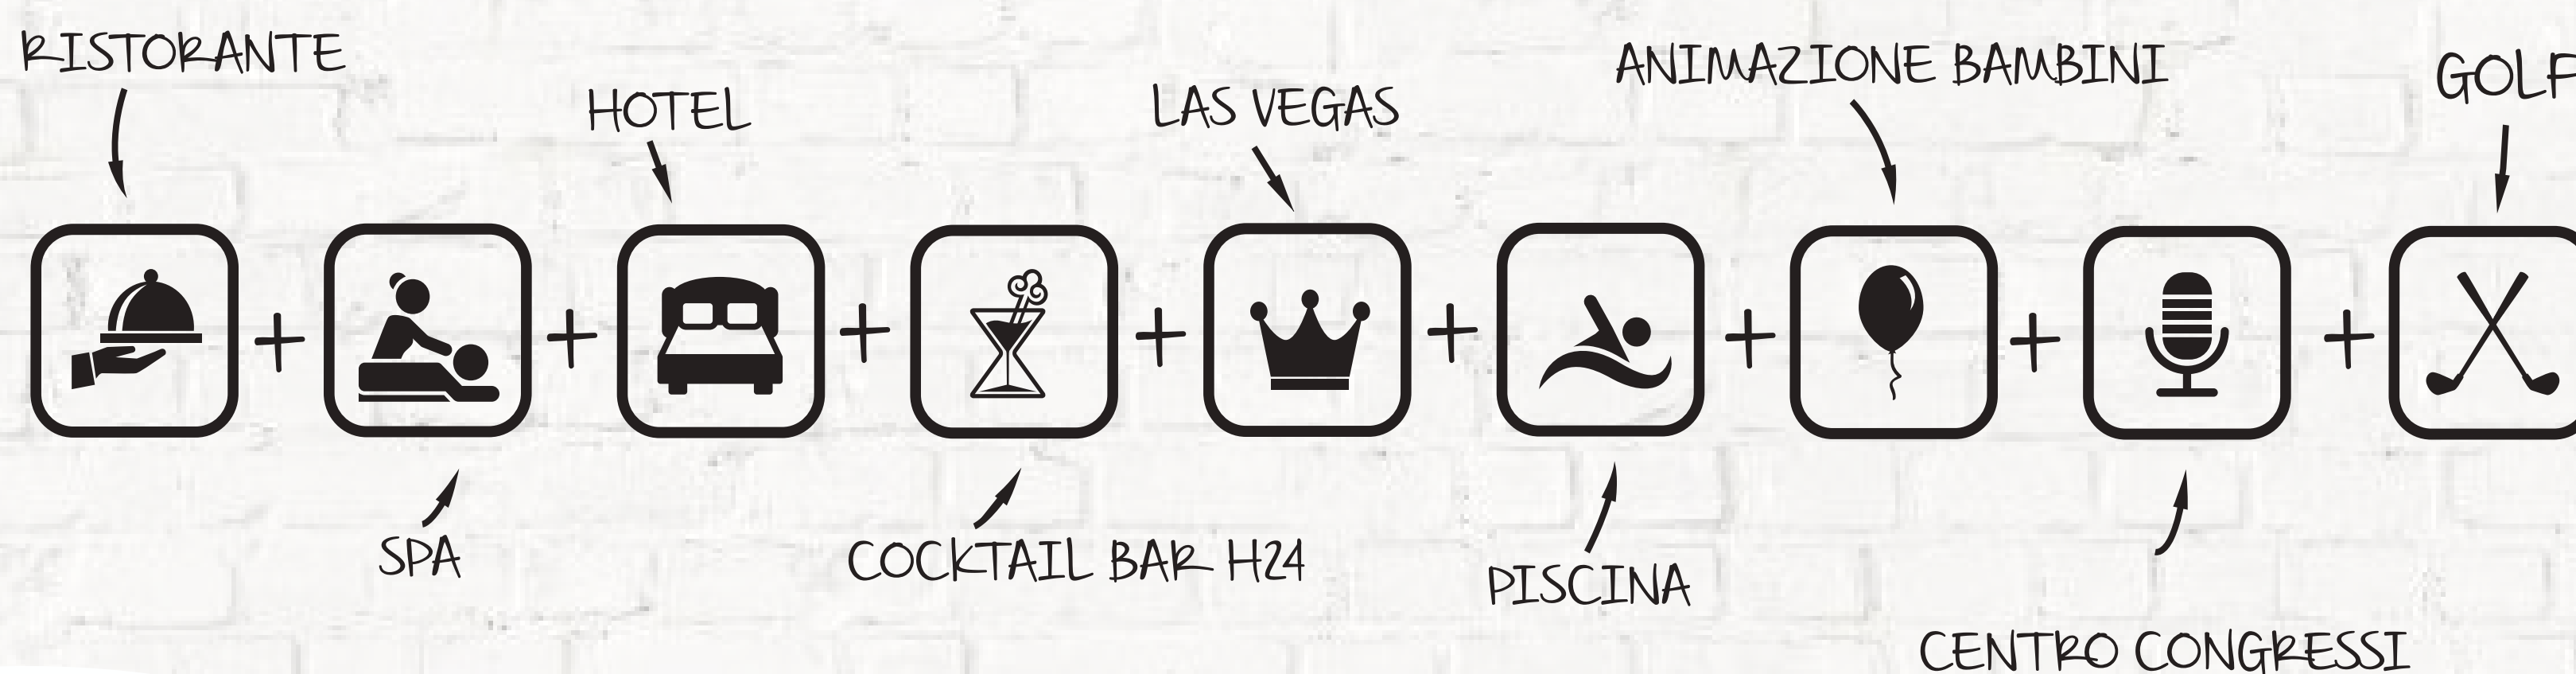 RISTORANTE
HOTEL
LAS VEGAS
ANIMAZIONE BAMBINI
GOLF
SPA
COCKTAIL BAR H24
PISCINA
CENTRO CONGRESSI